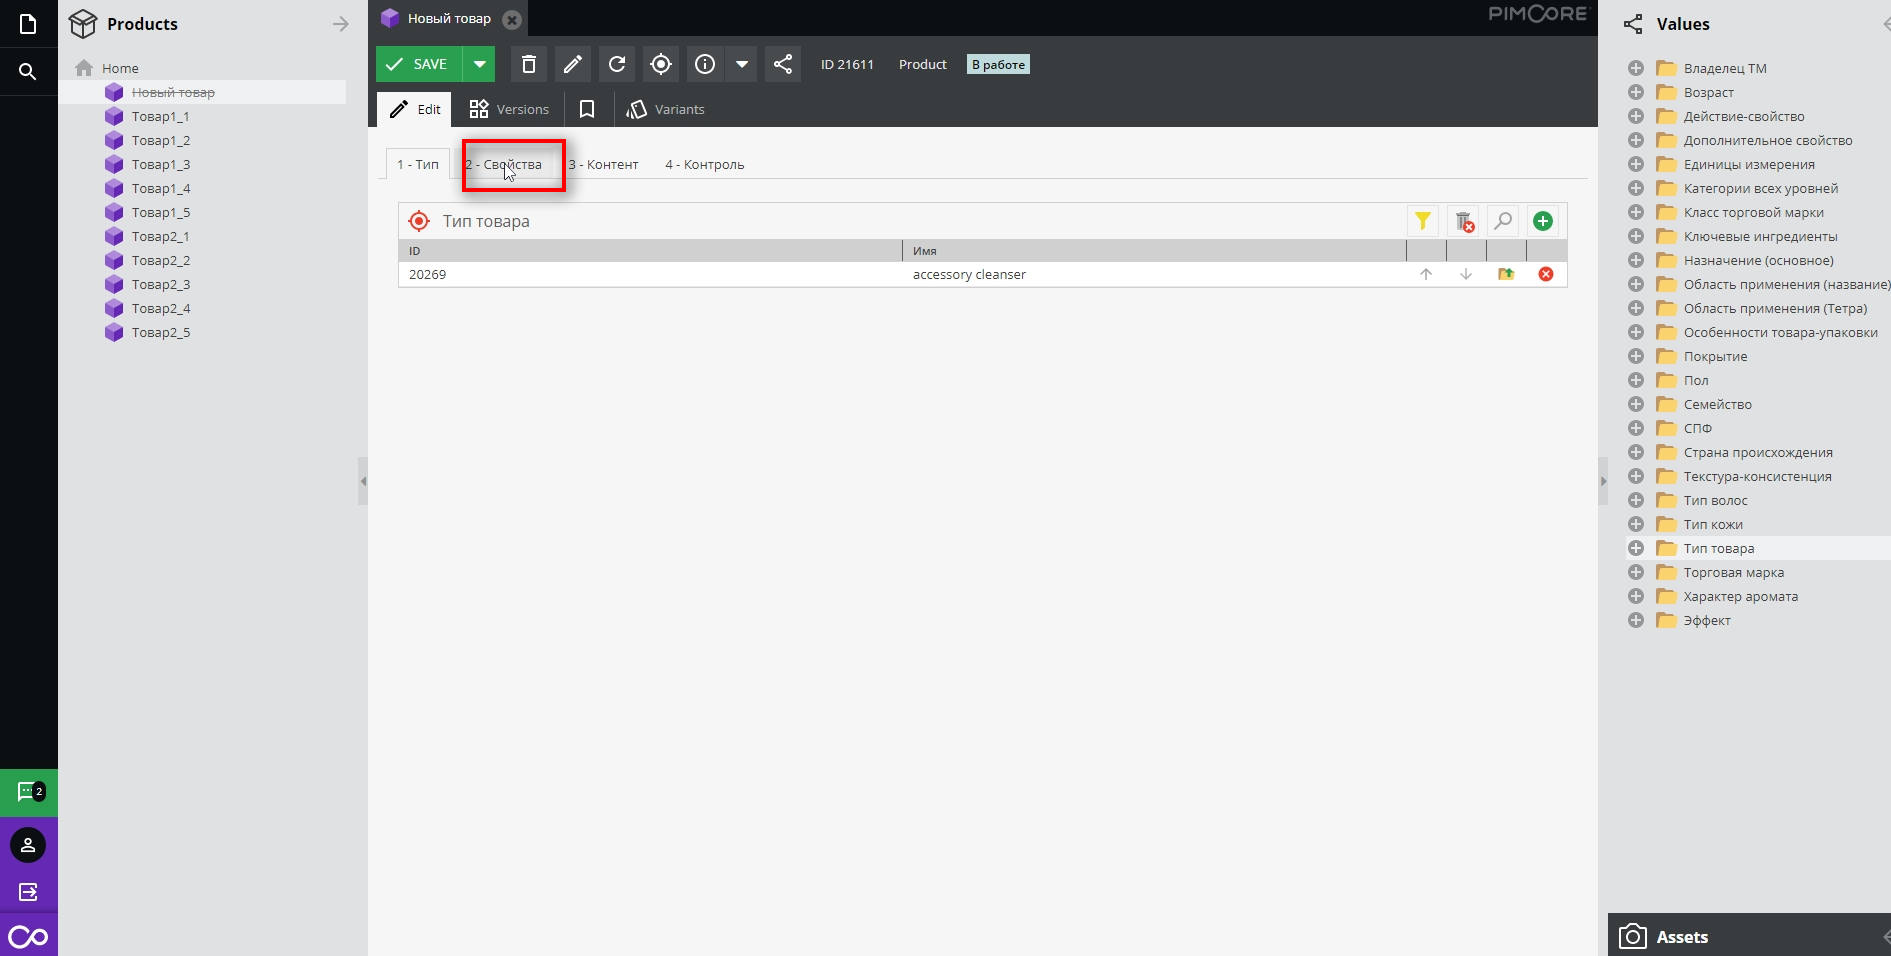 Products
Home
Новый товар
Товар1_1
Товар1_2
Товар1_3
Товар1_4
Товар1_5
Товар2_1
Товар2_2
Товар2_3
Товар2_4
Товар2_5
2
Новый товар
PIMCORE
SAVE
ID 21611 Product В работе
Edit Versions Variants
1 - Тип 2 - Свойства 3 - Контент 4 - Контроль
Тип товара
ID Имя
20269 accessory cleanser
Values
Владелец ТМ
Возраст
Действие-свойство
Дополнительное свойство
Единицы измерения
Категории всех уровней
Класс торговой марки
Ключевые ингредиенты
Назначение (основное)
Область применения (название)
Область применения (Тетра)
Особенности товара-упаковки
Покрытие
Пол
Семейство
СПФ
Страна происхождения
Текстура-консистенция
Тип волос
Тип кожи
Тип товара
Торговая марка
Характер аромата
Эффект
Assets